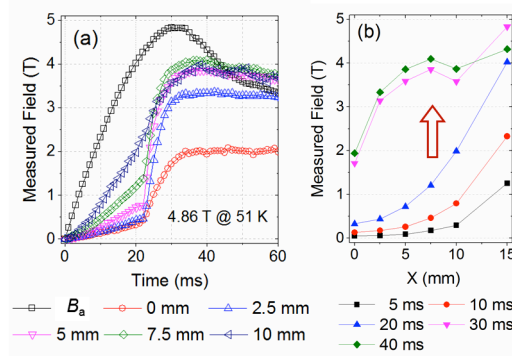 (a)
5
4
3
2
1
0
Measured Field (T)
4.86 T @ 51 K
0 20 40 60
Time (ms)
Ba 0 mm 2.5 mm
5 mm 7.5 mm 10 mm
(b)
5
4
3
2
1
0
Measured Field (T)
0 5 10 15
X (mm)
5 ms 10 ms
20 ms 30 ms
40 ms